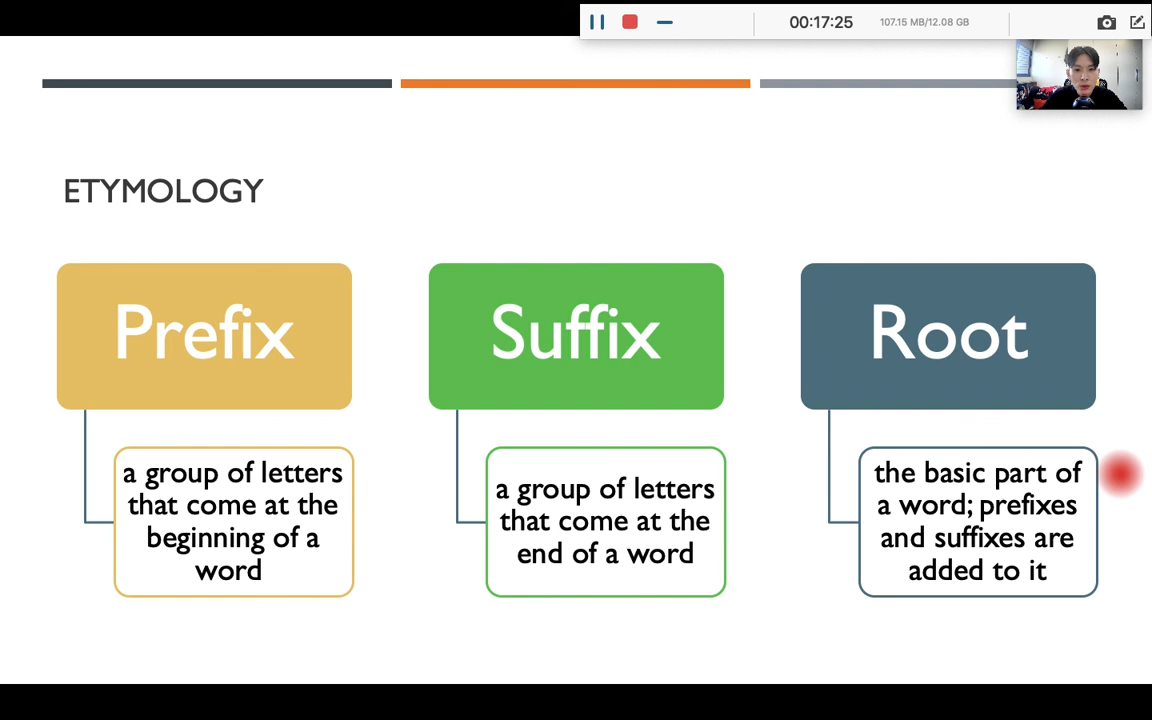 00:17:25
107.15 MB/12.08 GB
ETYMOLOGY
Prefix
Suffix
Root
a group of letters
that come at the
beginning of a
word
a group of letters
that come at the
end of a word
the basic part of
a word; prefixes
and suffixes are
added to it